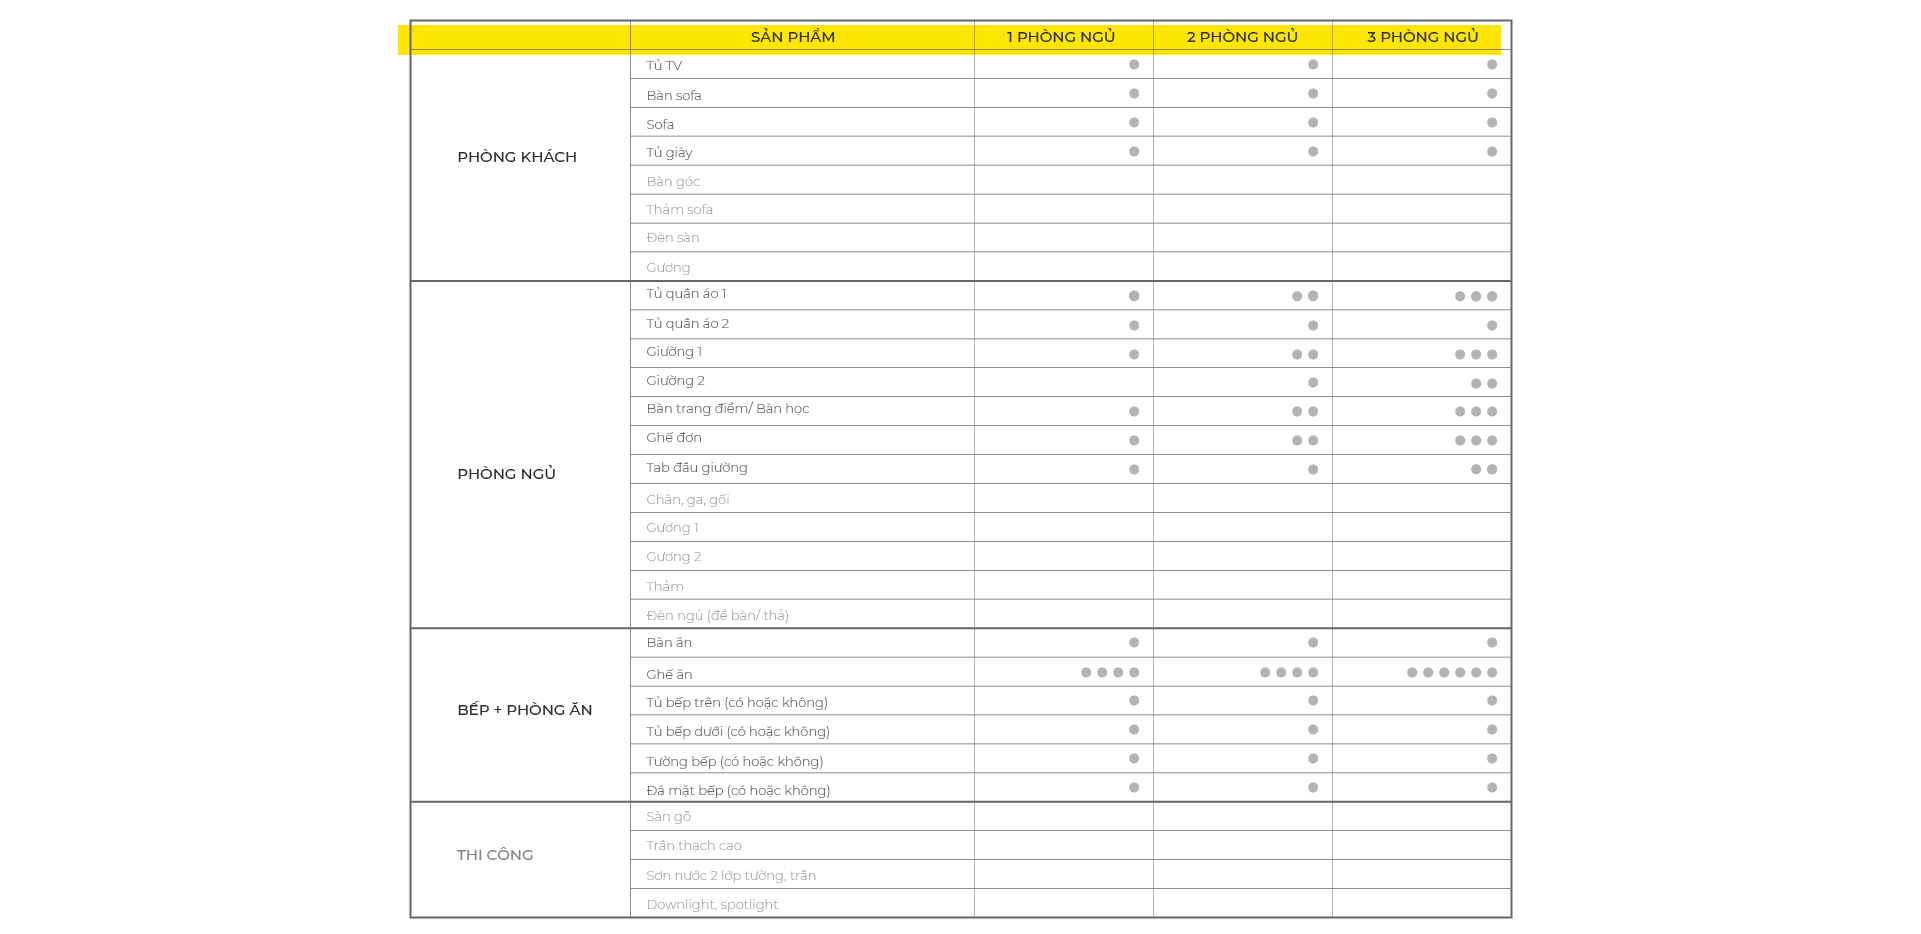 SẢN PHẨM 1 PHÒNG NGỦ 2 PHÒNG NGỦ 3 PHÒNG NGỦ
PHÒNG KHÁCH
Tủ TV
Bàn sofa
Sofa
Tủ giày
Bàn góc
Thảm sofa
Đèn sàn
Gương
PHÒNG NGỦ
Tủ quần áo 1
Tủ quần áo 2
Giường 1
Giường 2
Bàn trang điểm/ Bàn học
Ghế đơn
Tab đầu giường
Chăn, ga, gối
Gương 1
Gương 2
Thảm
Đèn ngủ (để bàn/ thả)
BẾP + PHÒNG ĂN
Bàn ăn
Ghế ăn
Tủ bếp trên (có hoặc không)
Tủ bếp dưới (có hoặc không)
Tường bếp (có hoặc không)
Đá mặt bếp (có hoặc không)
THI CÔNG
Sàn gỗ
Trần thạch cao
Sơn nước 2 lớp tường, trần
Downlight, spotlight